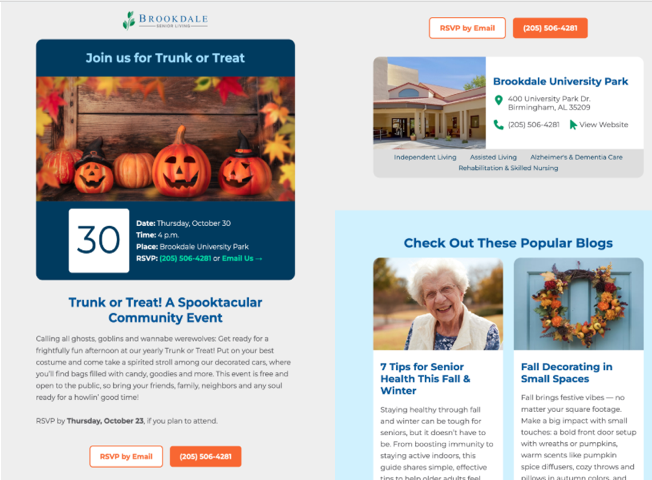 BROOKDALE
SENIOR LIVING
Join us for Trunk or Treat
30
Date: Thursday, October 30
Time: 4 p.m.
Place: Brookdale University Park
RSVP: (205) 506-4281 or Email Us →
Trunk or Treat! A Spooktacular
Community Event
Calling all ghosts, goblins and wannabe werewolves: Get ready for a
frightfully fun afternoon at our yearly Trunk or Treat! Put on your best
costume and come take a spirited stroll among our decorated cars, where
you'll find bags filled with candy, goodies and more. This event is free and
open to the public, so bring your friends, family, neighbors and any soul
ready for a howlin' good time!
RSVP by Thursday, October 23, if you plan to attend.
RSVP by Email
(205) 506-4281
RSVP by Email
(205) 506-4281
Brookdale University Park
400 University Park Dr.
Birmingham, AL 35209
(205) 506-4281
View Website
Independent Living Assisted Living Alzheimer's & Dementia Care
Rehabilitation & Skilled Nursing
Check Out These Popular Blogs
7 Tips for Senior
Health This Fall &
Winter
Staying healthy through fall
and winter can be tough for
seniors, but it doesn't have to
be. From boosting immunity to
staying active indoors, this
guide shares simple, effective
tips to help older adults feel
Fall Decorating in
Small Spaces
Fall brings festive vibes — no
matter your square footage.
Make a big impact with small
touches: a bold front door setup
with wreaths or pumpkins,
warm scents like pumpkin
spice diffusers, cozy throws and
pillows in autumn colors, and